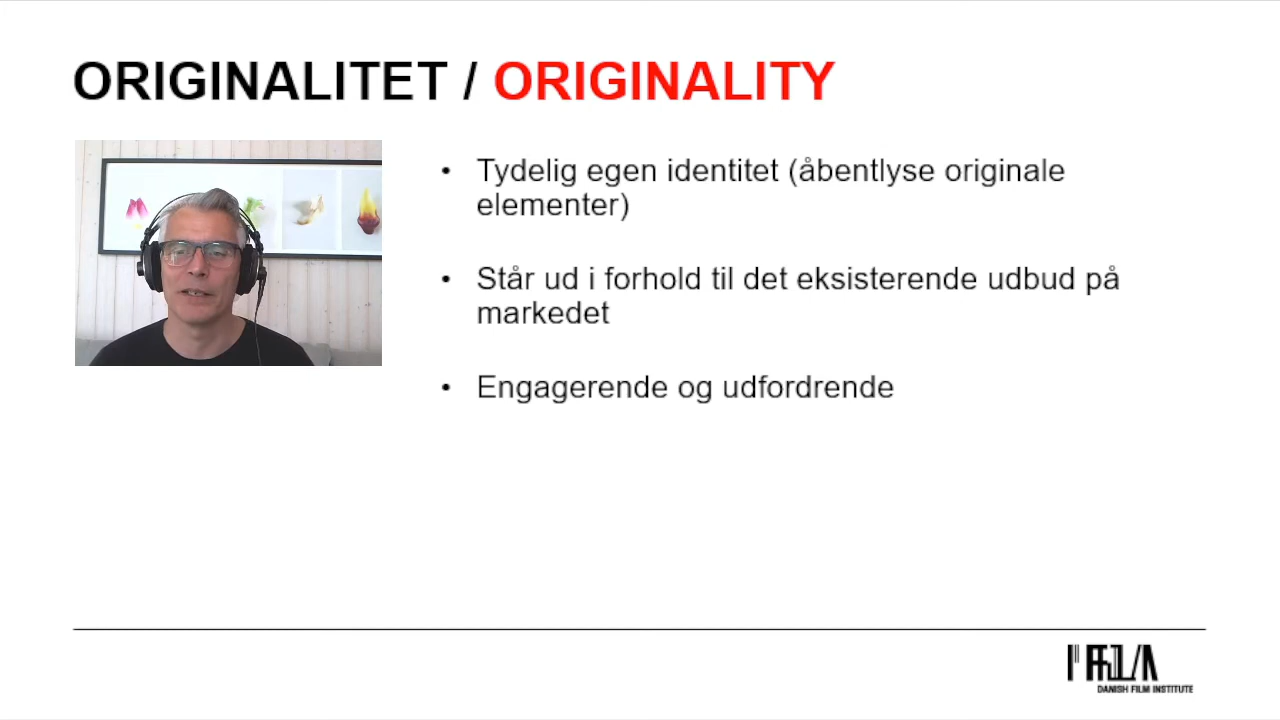 ORIGINALITET / ORIGINALITY
• Tydelig egen identitet (åbentlyse originale
elementer)
• Står ud i forhold til det eksisterende udbud på
markedet
• Engagerende og udfordrende
DANISH FILM INSTITUTE